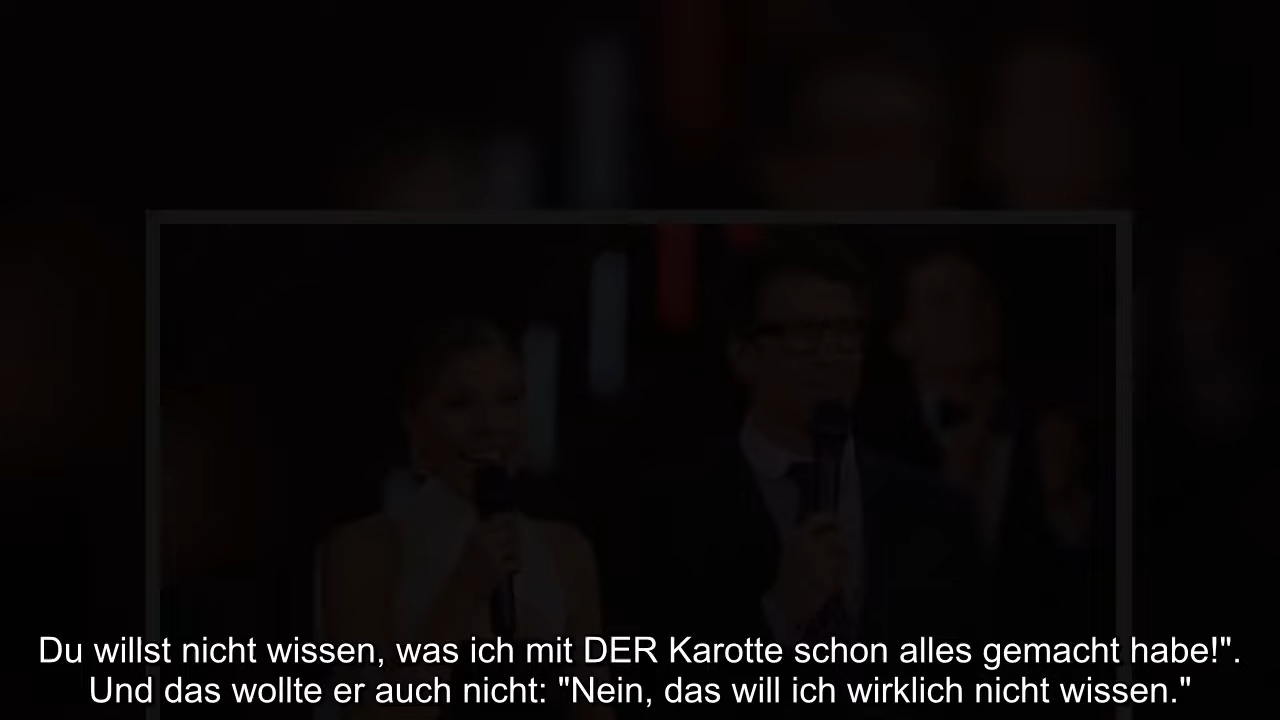 Du willst nicht wissen, was ich mit DER Karotte schon alles gemacht habe!".
Und das wollte er auch nicht: "Nein, das will ich wirklich nicht wissen."